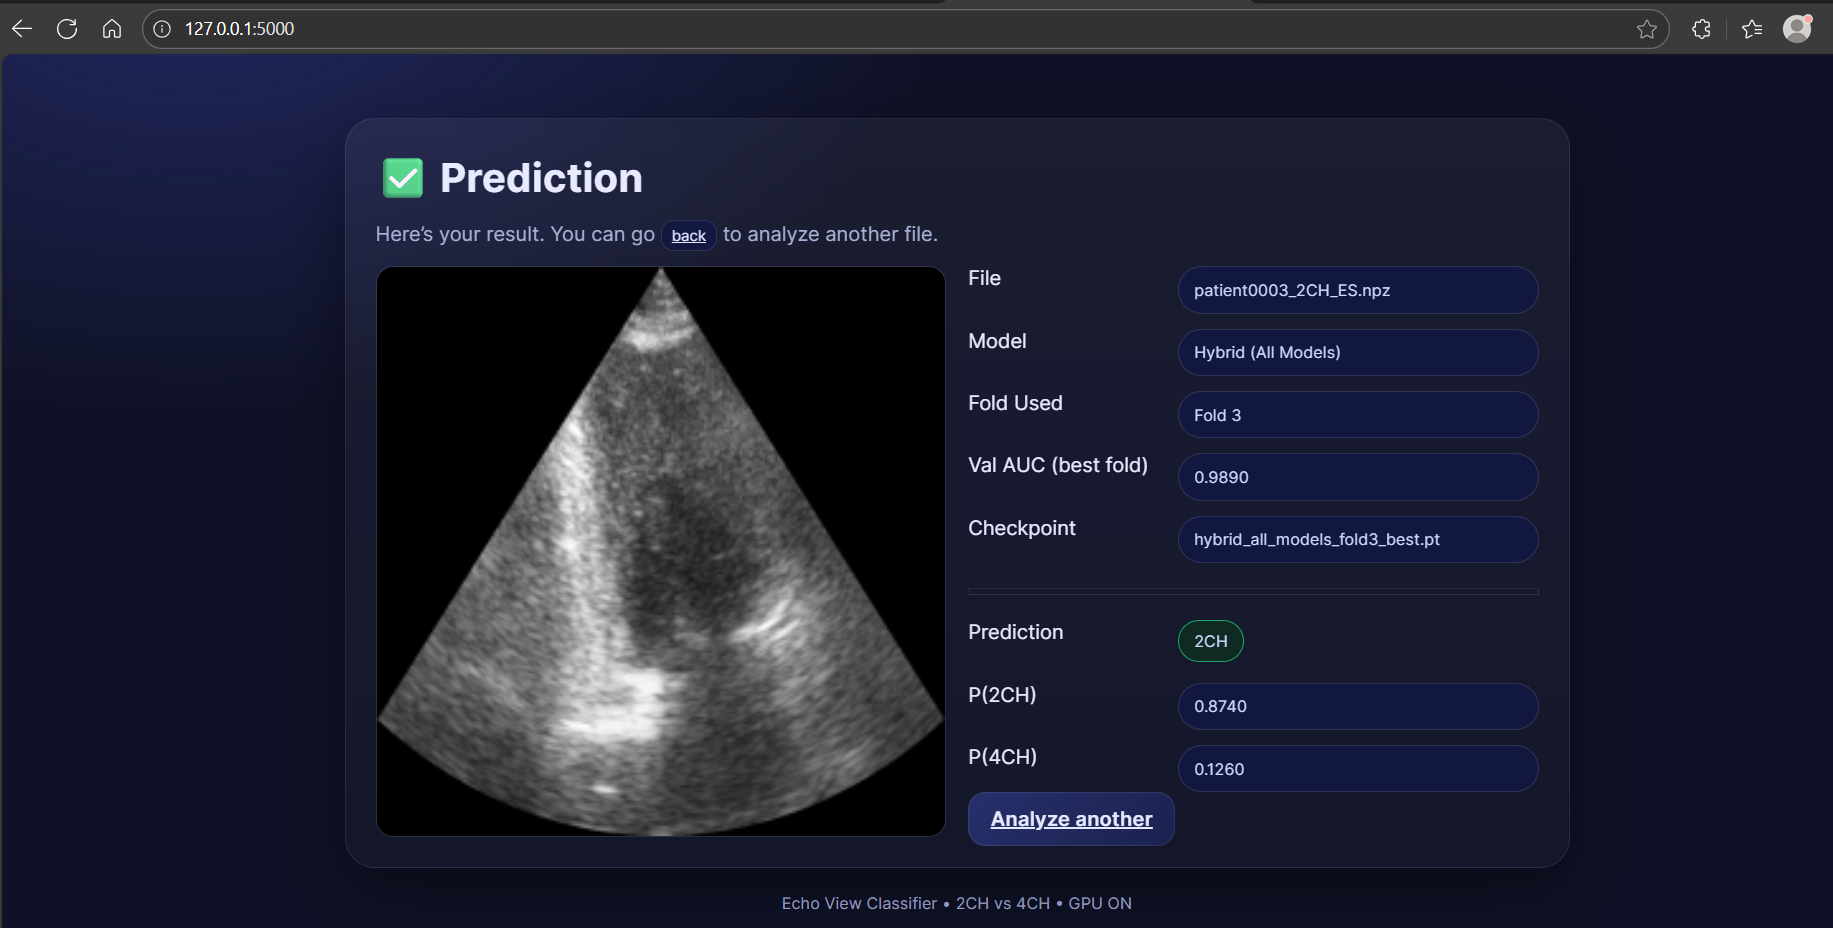 127.0.0.1:5000
Prediction
Here's your result. You can go back to analyze another file.
File
patient0003_2CH_ES.npz
Model
Hybrid (All Models)
Fold Used
Fold 3
Val AUC (best fold)
0.9890
Checkpoint
hybrid_all_models_fold3_best.pt
Prediction
2CH
P(2CH)
0.8740
P(4CH)
0.1260
Analyze another
Echo View Classifier • 2CH vs 4CH • GPU ON